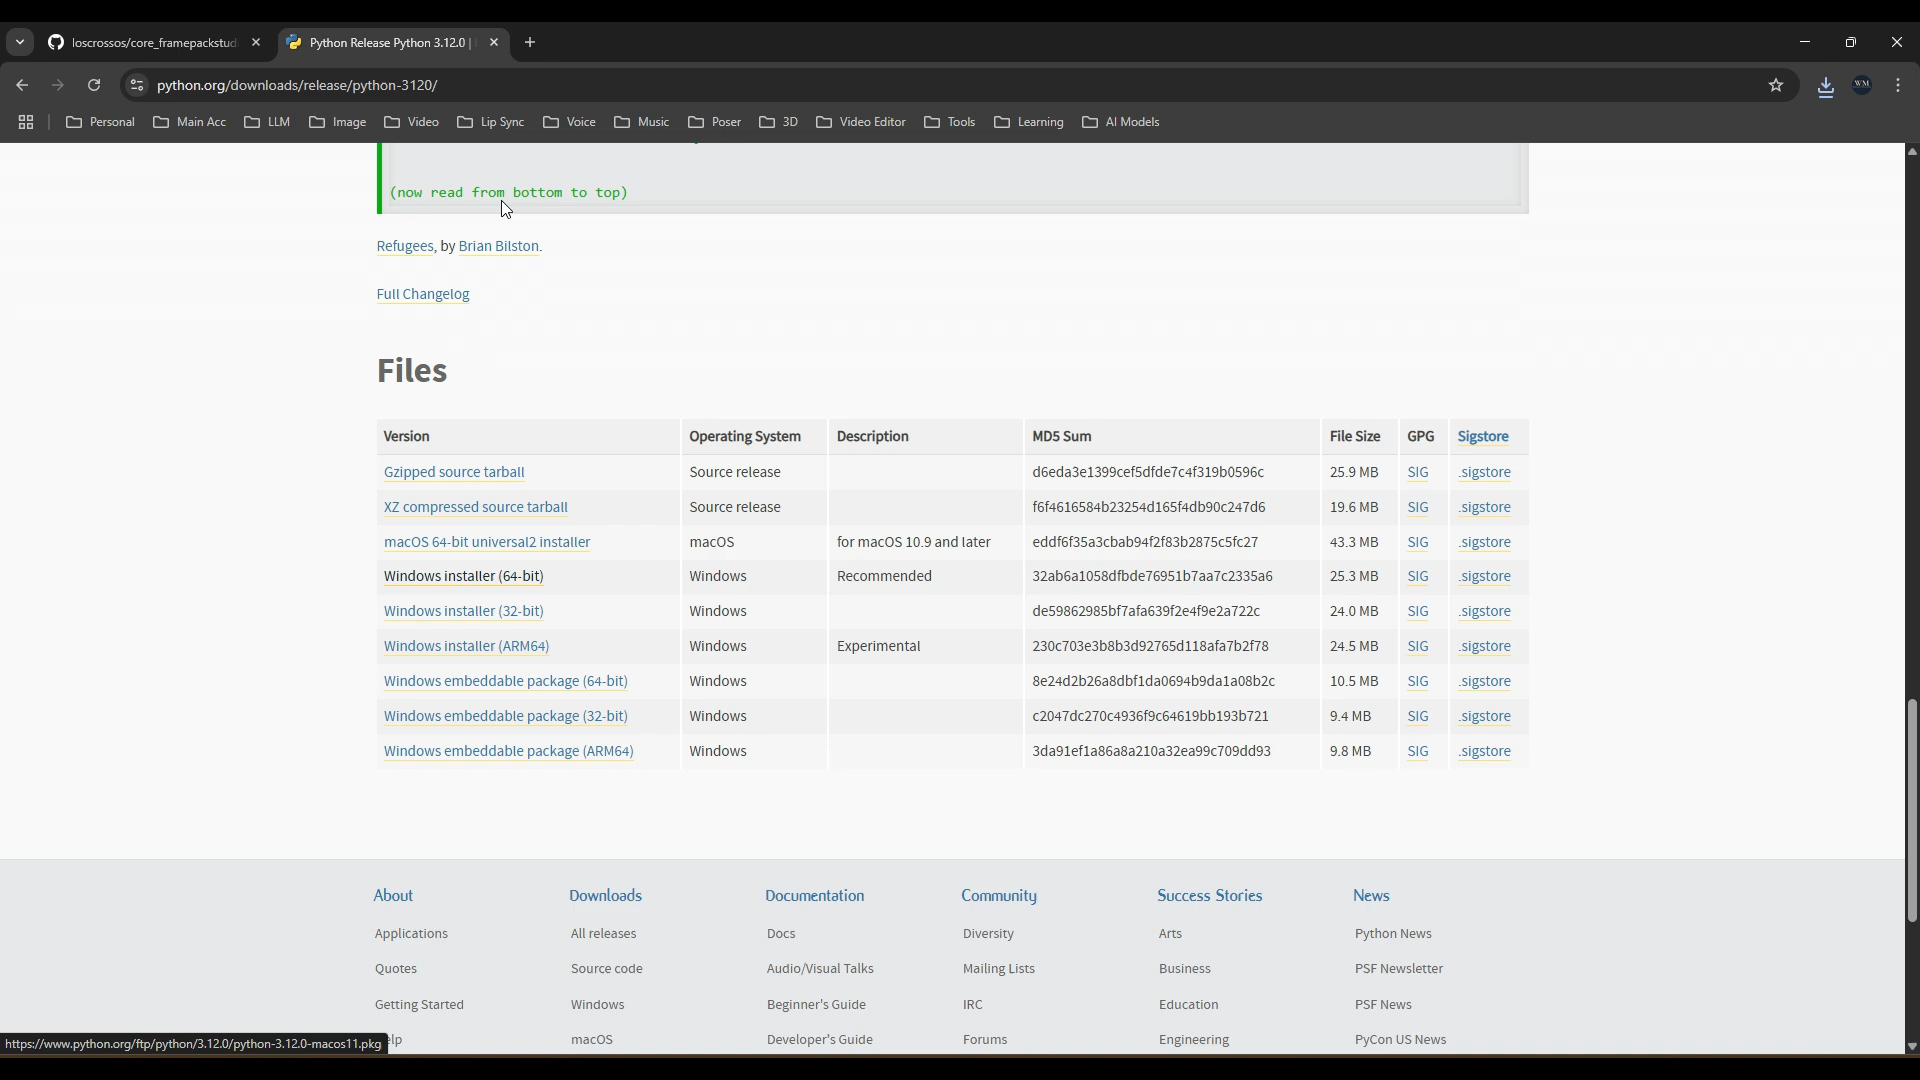 loscrossos/core_framepackstud
Python Release Python 3.12.0 |
python.org/downloads/release/python-3120/
WM
Personal Main Acc LLM Image Video Lip Sync Voice Music Poser 3D Video Editor Tools Learning AI Models
(now read from bottom to top)
Refugees, by Brian Bilston.
Full Changelog
Files
Version Operating System Description MD5 Sum File Size GPG Sigstore
Gzipped source tarball Source release d6eda3e1399cef5dfde7c4f319b0596c 25.9 MB SIG .sigstore
XZ compressed source tarball Source release f6f4616584b23254d165f4db90c247d6 19.6 MB SIG .sigstore
macOS 64-bit universal2 installer macOS for macOS 10.9 and later eddf6f35a3cbab94f2f83b2875c5fc27 43.3 MB SIG .sigstore
Windows installer (64-bit) Windows Recommended 32ab6a1058dfbde76951b7aa7c2335a6 25.3 MB SIG .sigstore
Windows installer (32-bit) Windows de59862985bf7afa639f2e4f9e2a722c 24.0 MB SIG .sigstore
Windows installer (ARM64) Windows Experimental 230c703e3b8b3d92765d118afa7b2f78 24.5 MB SIG .sigstore
Windows embeddable package (64-bit) Windows 8e24d2b26a8dbf1da0694b9da1a08b2c 10.5 MB SIG .sigstore
Windows embeddable package (32-bit) Windows c2047dc270c4936f9c64619bb193b721 9.4 MB SIG .sigstore
Windows embeddable package (ARM64) Windows 3da91ef1a86a8a210a32ea99c709dd93 9.8 MB SIG .sigstore
About Downloads Documentation Community Success Stories News
Applications All releases Docs Diversity Arts Python News
Quotes Source code Audio/Visual Talks Mailing Lists Business PSF Newsletter
Getting Started Windows Beginner's Guide IRC Education PSF News
elp macOS Developer's Guide Forums Engineering PyCon US News
https://www.python.org/ftp/python/3.12.0/python-3.12.0-macos11.pkg